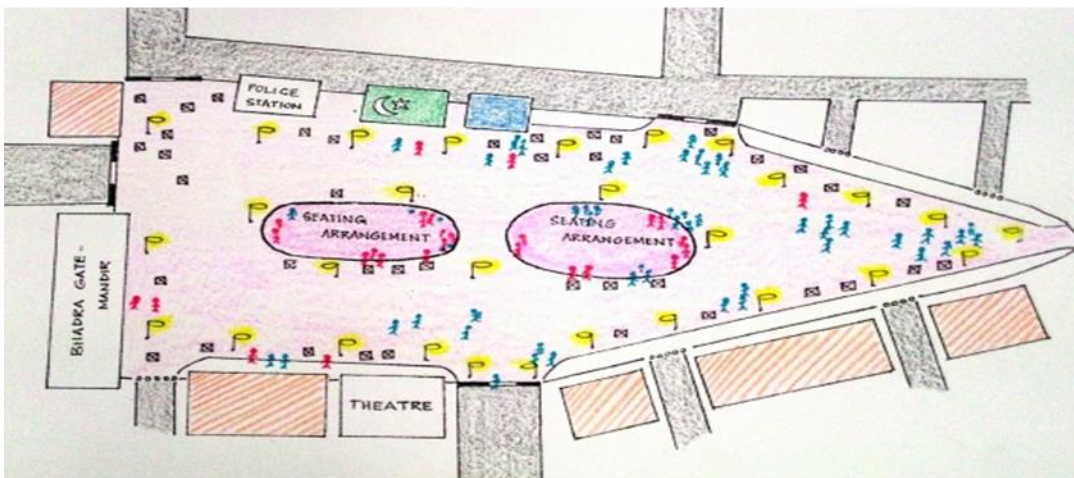 POLICE
STATION
SEATING
ARRANGEMENT
SEATING
ARRANGEMENT
BHADRA GATE-
MANDIR
THEATRE